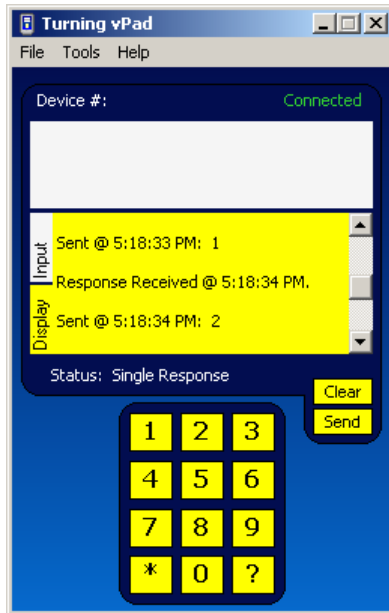 Turning vPad
File Tools Help
Device #: Connected
Input
Sent @ 5:18:33 PM: 1
Response Received @ 5:18:34 PM.
Display
Sent @ 5:18:34 PM: 2
Status: Single Response
Clear
Send
1 2 3
4 5 6
7 8 9
* 0 ?